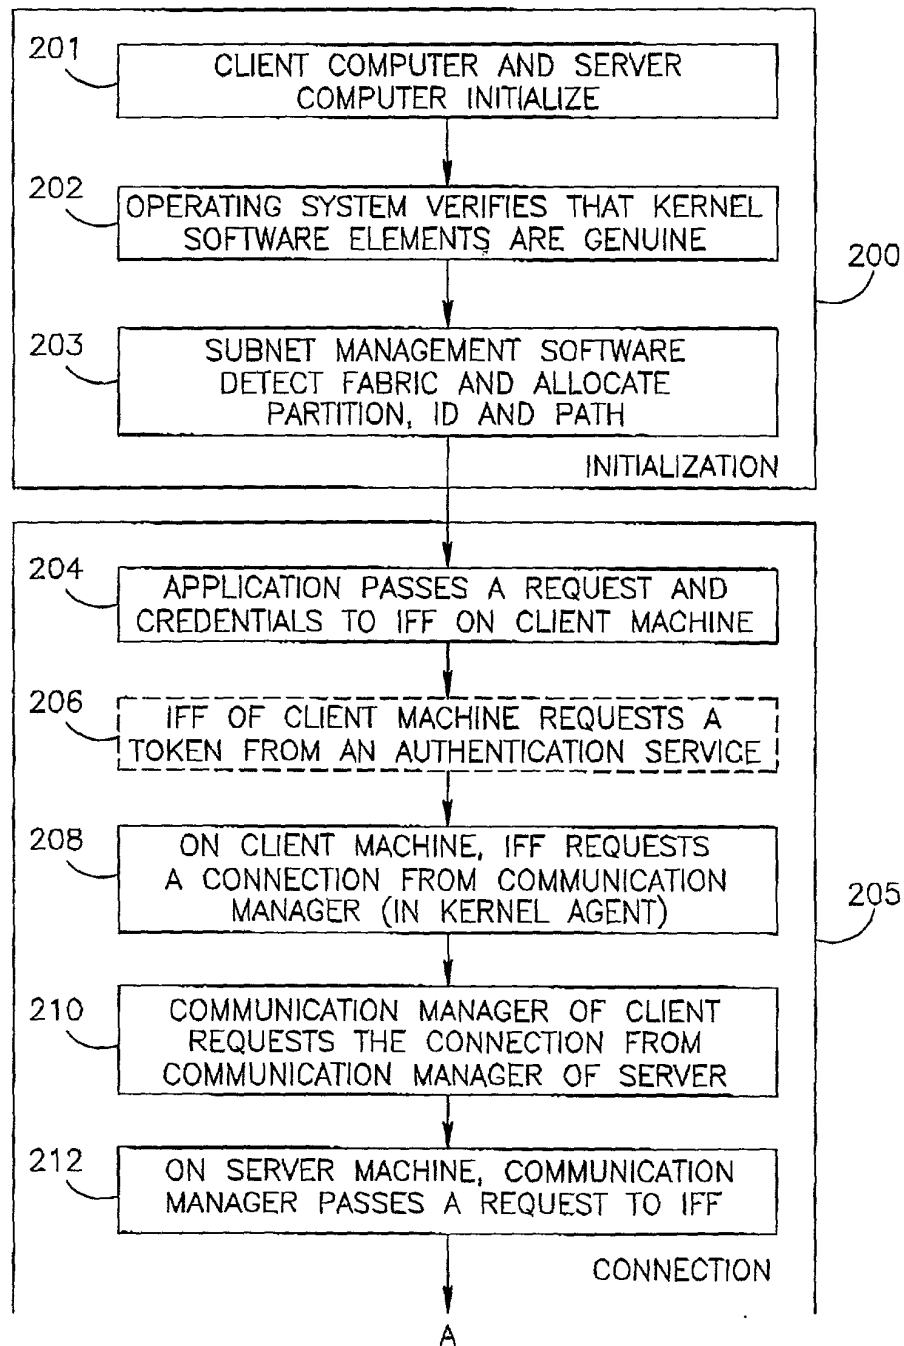 201
CLIENT COMPUTER AND SERVER
COMPUTER INITIALIZE
202
OPERATING SYSTEM VERIFIES THAT KERNEL
SOFTWARE ELEMENTS ARE GENUINE
200
203
SUBNET MANAGEMENT SOFTWARE
DETECT FABRIC AND ALLOCATE
PARTITION, ID AND PATH
INITIALIZATION
204
APPLICATION PASSES A REQUEST AND
CREDENTIALS TO IFF ON CLIENT MACHINE
206
IFF OF CLIENT MACHINE REQUESTS A
TOKEN FROM AN AUTHENTICATION SERVICE
208
ON CLIENT MACHINE, IFF REQUESTS
A CONNECTION FROM COMMUNICATION
MANAGER (IN KERNEL AGENT)
205
210
COMMUNICATION MANAGER OF CLIENT
REQUESTS THE CONNECTION FROM
COMMUNICATION MANAGER OF SERVER
212
ON SERVER MACHINE, COMMUNICATION
MANAGER PASSES A REQUEST TO IFF
CONNECTION
A